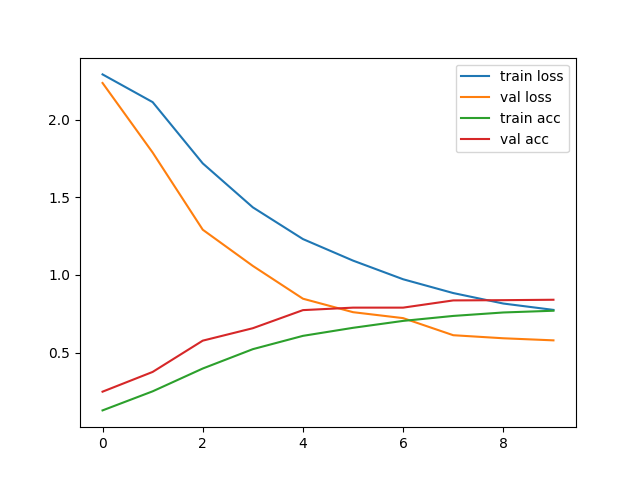 train loss
val loss
train acc
val acc
2.0
1.5
1.0
0.5
0 2 4 6 8